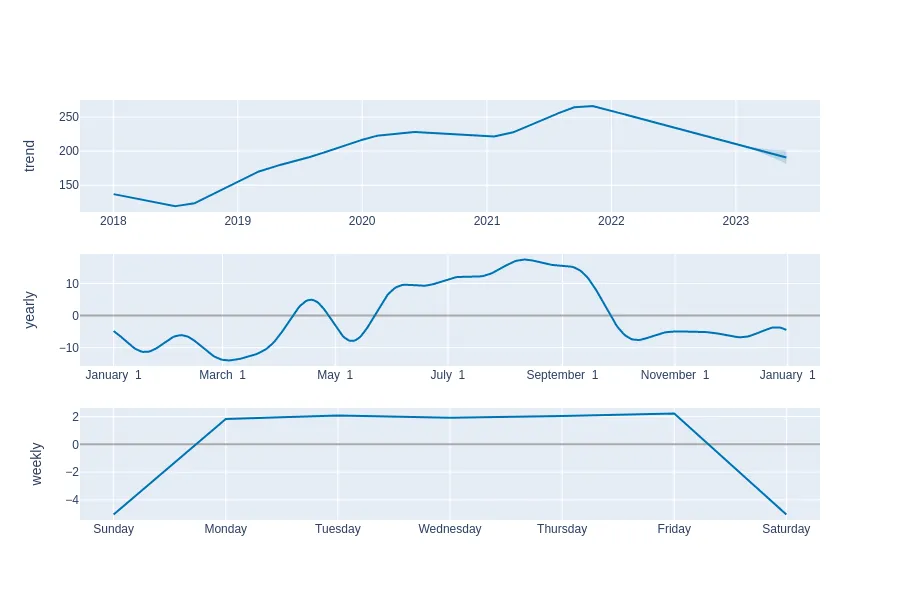 trend
250
200
150
2018 2019 2020 2021 2022 2023
yearly
10
0
−10
January 1 March 1 May 1 July 1 September 1 November 1 January 1
weekly
2
0
−2
−4
Sunday Monday Tuesday Wednesday Thursday Friday Saturday